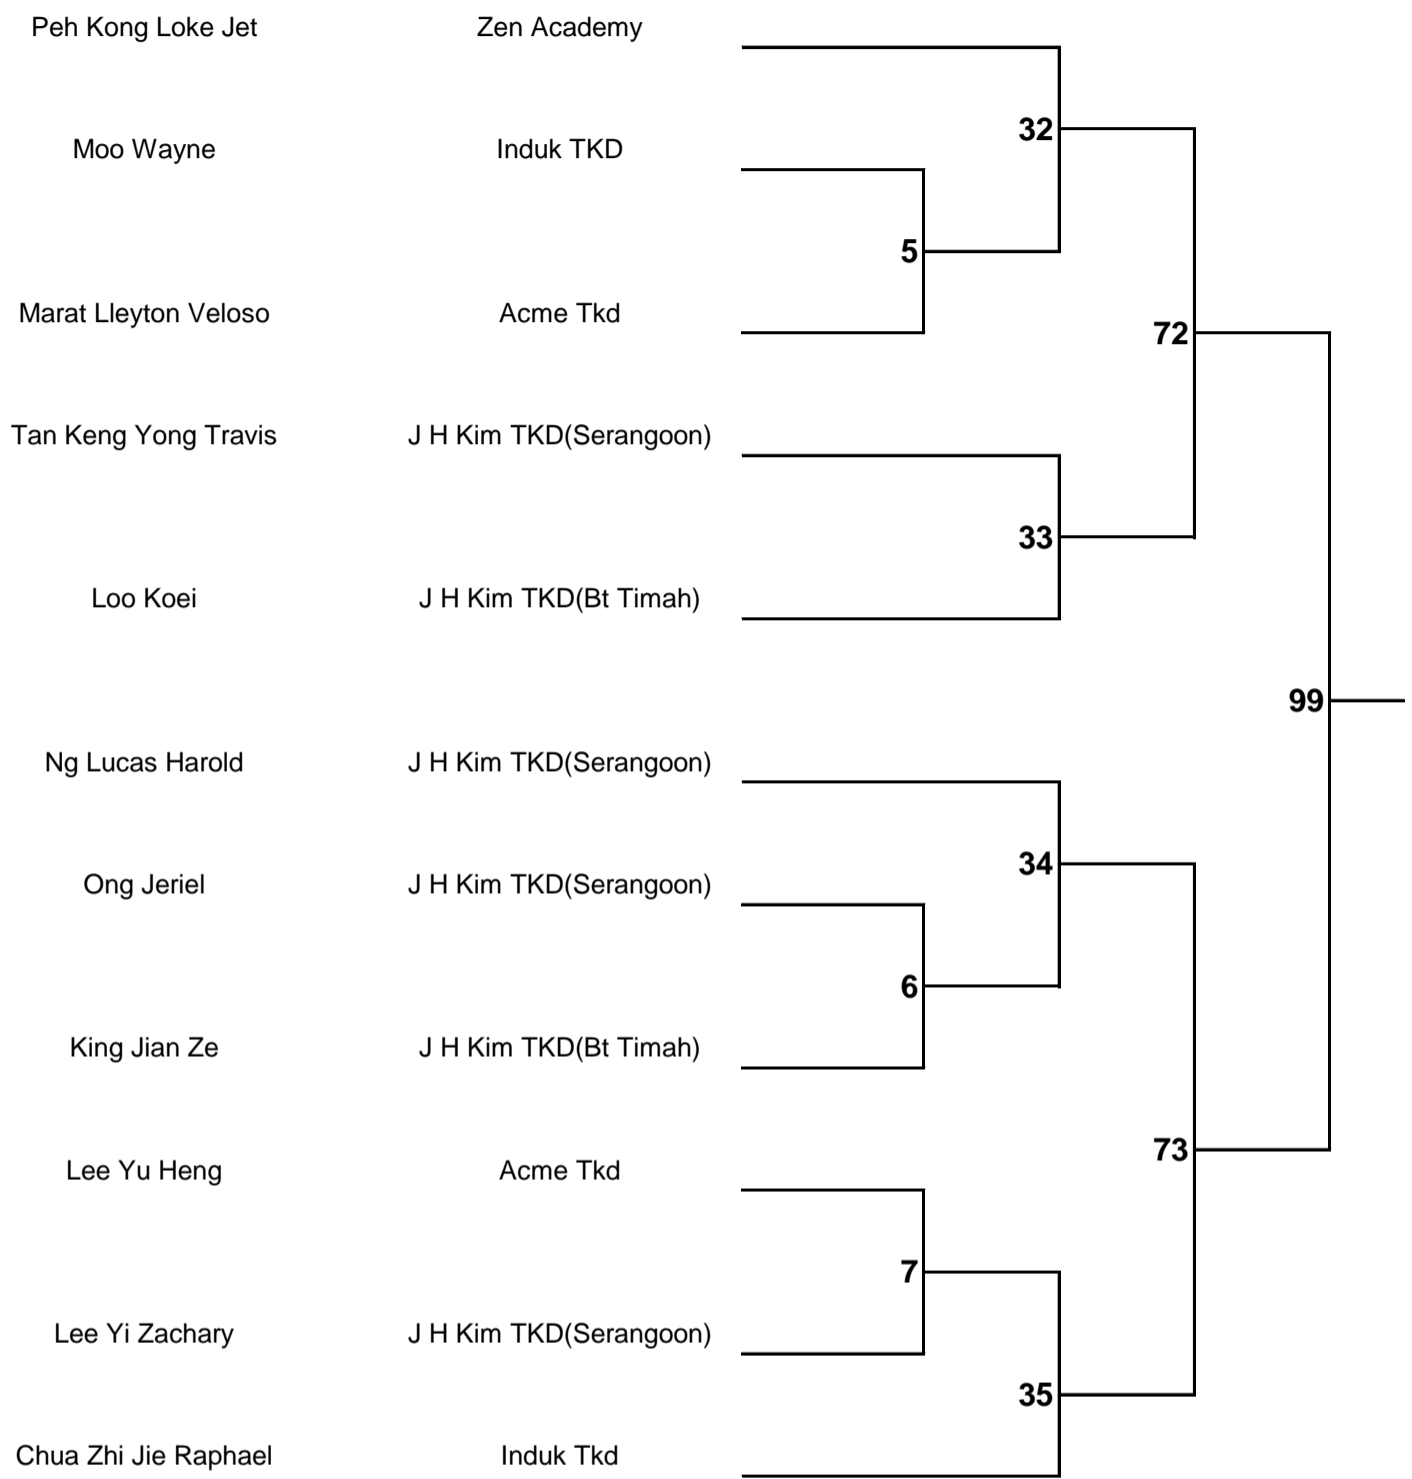 Peh Kong Loke Jet Zen Academy
32
Moo Wayne Induk TKD
5
Marat Lleyton Veloso Acme Tkd
72
Tan Keng Yong Travis J H Kim TKD(Serangoon)
33
Loo Koei J H Kim TKD(Bt Timah)
99
Ng Lucas Harold J H Kim TKD(Serangoon)
34
Ong Jeriel J H Kim TKD(Serangoon)
6
King Jian Ze J H Kim TKD(Bt Timah)
73
Lee Yu Heng Acme Tkd
7
Lee Yi Zachary J H Kim TKD(Serangoon)
35
Chua Zhi Jie Raphael Induk Tkd